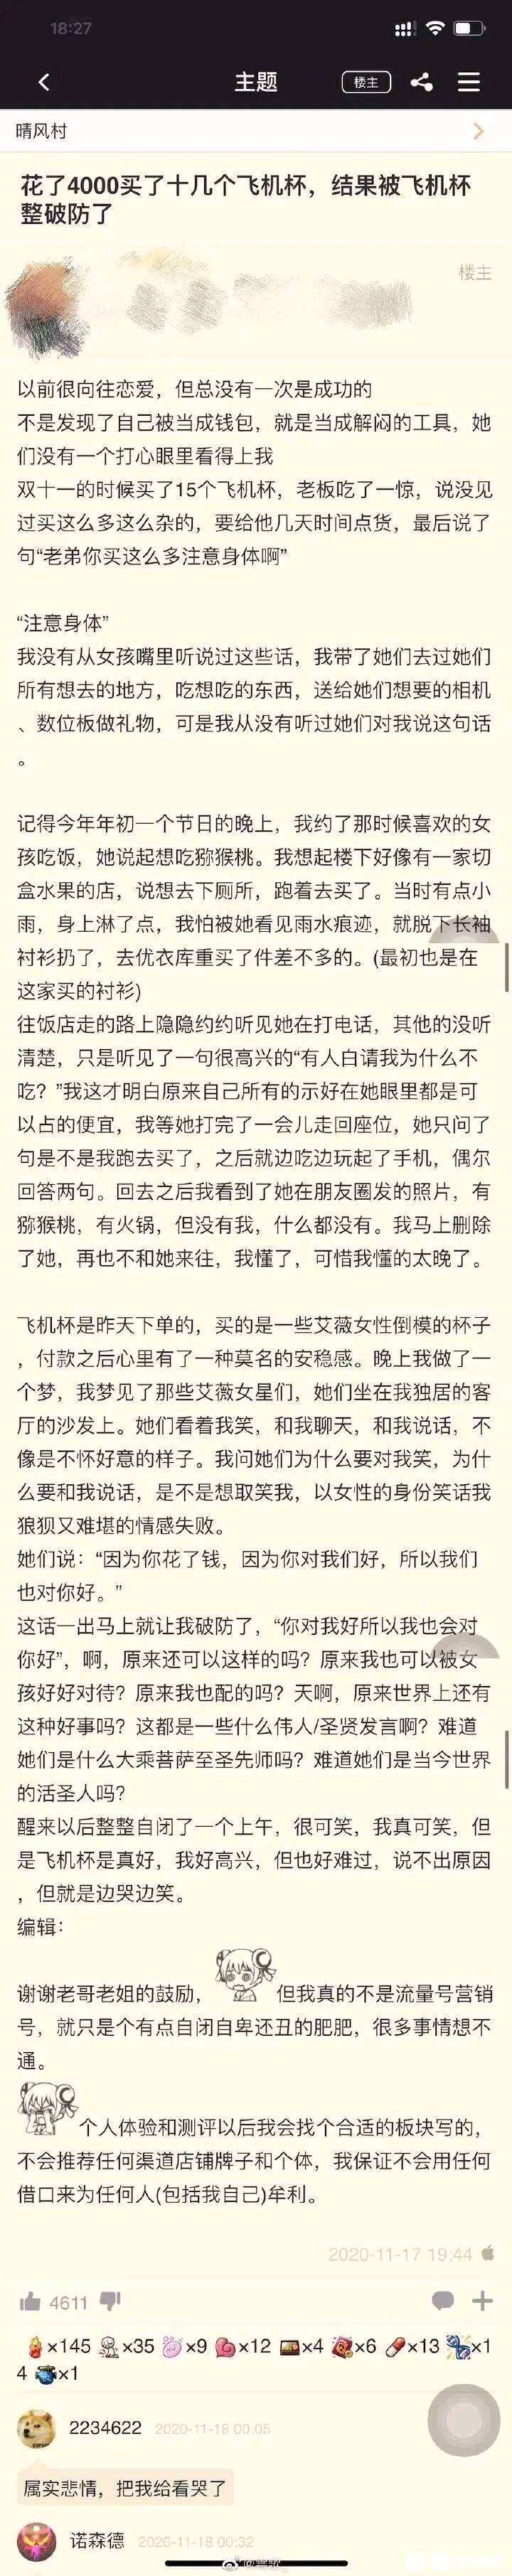 18:27
主题
楼主
晴风村
花了4000买了十几个飞机杯，结果被飞机杯
整破防了
楼主
以前很向往恋爱，但总没有一次是成功的
不是发现了自己被当成钱包，就是当成解闷的工具，她
们没有一个打心眼里看得上我
双十一的时候买了15个飞机杯，老板吃了一惊，说没见
过买这么多这么杂的，要给他几天时间点货，最后说了
句“老弟你买这么多注意身体啊”
“注意身体”
我没有从女孩嘴里听说过这些话，我带了她们去过她们
所有想去的地方，吃想吃的东西，送给她们想要的相机
、数位板做礼物，可是我从没有听过她们对我说这句话
。
记得今年年初一个节日的晚上，我约了那时候喜欢的女
孩吃饭，她说起想吃猕猴桃。我想起楼下好像有一家切
盒水果的店，说想去下厕所，跑着去买了。当时有点小
雨，身上淋了点，我怕被她看见雨水痕迹，就脱下长袖
衬衫扔了，去优衣库重买了件差不多的。(最初也是在
这家买的衬衫)
往饭店走的路上隐隐约约听见她在打电话，其他的没听
清楚，只是听见了一句很高兴的“有人白请我为什么不
吃？”我这才明白原来自己所有的示好在她眼里都是可
以占的便宜，我等她打完了一会儿走回座位，她只问了
句是不是我跑去买了，之后就边吃边玩起了手机，偶尔
回答两句。回去之后我看到了她在朋友圈发的照片，有
猕猴桃，有火锅，但没有我，什么都没有。我马上删除
了她，再也不和她来往，我懂了，可惜我懂的太晚了。
飞机杯是昨天下单的，买的是一些艾薇女性倒模的杯子
，付款之后心里有了一种莫名的安稳感。晚上我做了一
个梦，我梦见了那些艾薇女星们，她们坐在我独居的客
厅的沙发上。她们看着我笑，和我聊天，和我说话，不
像是不怀好意的样子。我问她们为什么要对我笑，为什
么要和我说话，是不是想取笑我，以女性的身份笑话我
狼狈又难堪的情感失败。
她们说：“因为你花了钱，因为你对我们好，所以我们
也对你好。”
这话一出马上就让我破防了，“你对我好所以我也会对
你好”，啊，原来还可以这样的吗？原来我也可以被女
孩好好对待？原来我也配的吗？天啊，原来世界上还有
这种好事吗？这都是一些什么伟人/圣贤发言啊？难道
她们是什么大乘菩萨至圣先师吗？难道她们是当今世界
的活圣人吗？
醒来以后整整自闭了一个上午，很可笑，我真可笑，但
是飞机杯是真好，我好高兴，但也好难过，说不出原因
，但就是边哭边笑。
编辑：
谢谢老哥老姐的鼓励，但我真的不是流量号营销
号，就只是个有点自闭自卑还丑的肥肥，很多事情想不
通。
个人体验和测评以后我会找个合适的板块写的，
不会推荐任何渠道店铺牌子和个体，我保证不会用任何
借口来为任何人(包括我自己)牟利。
2020-11-17 19:44
4611
×145 ×35 ×9 ×12 ×4 ×6 ×13 ×1
4 ×1
2234622 2020-11-18 00:05
属实悲情，把我给看哭了
诺森德 2020-11-18 00:32